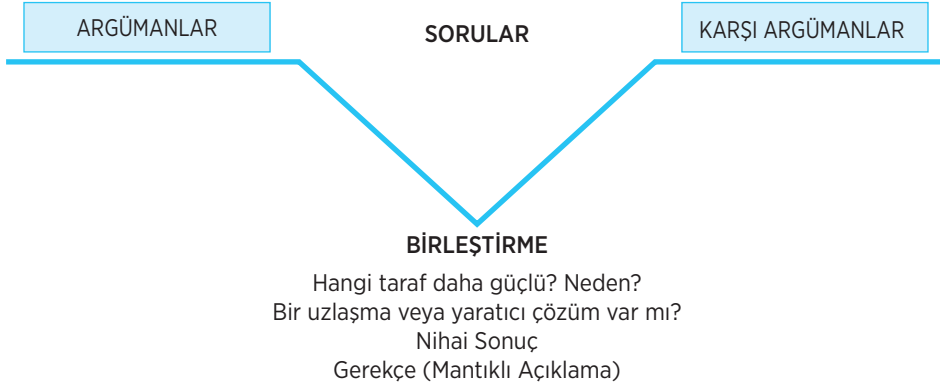 ARGÜMANLAR
SORULAR
KARŞI ARGÜMANLAR
BİRLEŞTİRME
Hangi taraf daha güçlü? Neden?
Bir uzlaşma veya yaratıcı çözüm var mı?
Nihai Sonuç
Gerekçe (Mantıklı Açıklama)